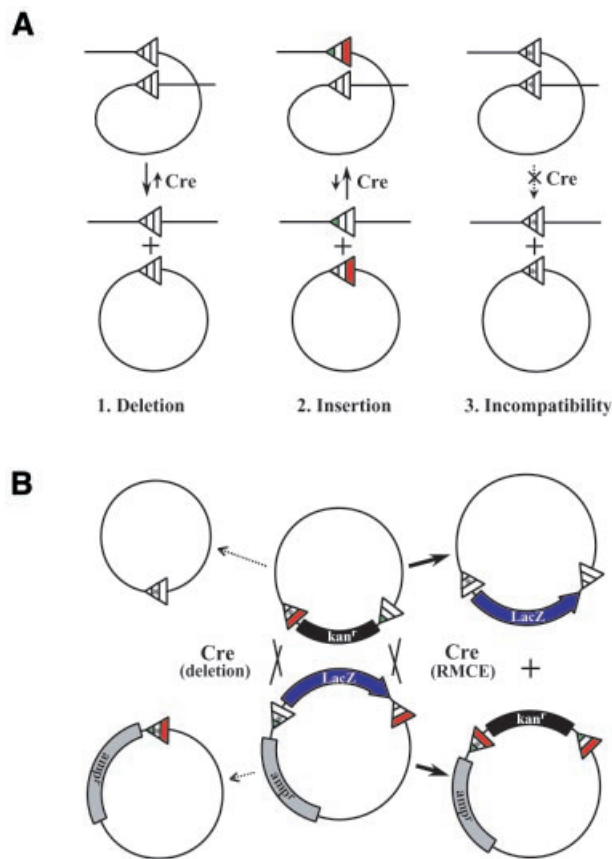 A
Cre
Cre
Cre
+
+
+
1. Deletion
2. Insertion
3. Incompatibility
B
kanʳ
LacZ
Cre
(deletion)
LacZ
Cre
(RMCE)
+
ampʳ
ampʳ
kanʳ
ampʳ